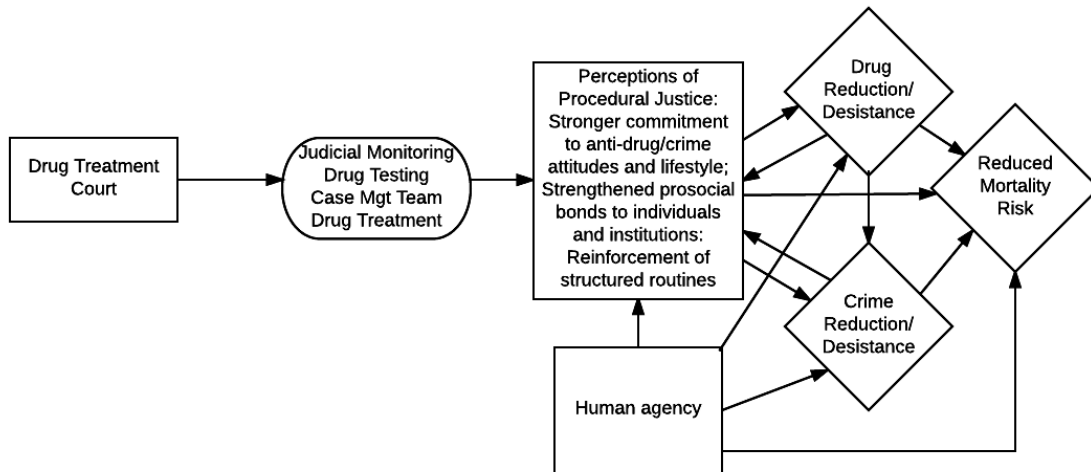 Drug Treatment
Court
Judicial Monitoring
Drug Testing
Case Mgt Team
Drug Treatment
Perceptions of
Procedural Justice:
Stronger commitment
to anti-drug/crime
attitudes and lifestyle;
Strengthened prosocial
bonds to individuals
and institutions:
Reinforcement of
structured routines
Drug
Reduction/
Desistance
Reduced
Mortality
Risk
Crime
Reduction/
Desistance
Human agency